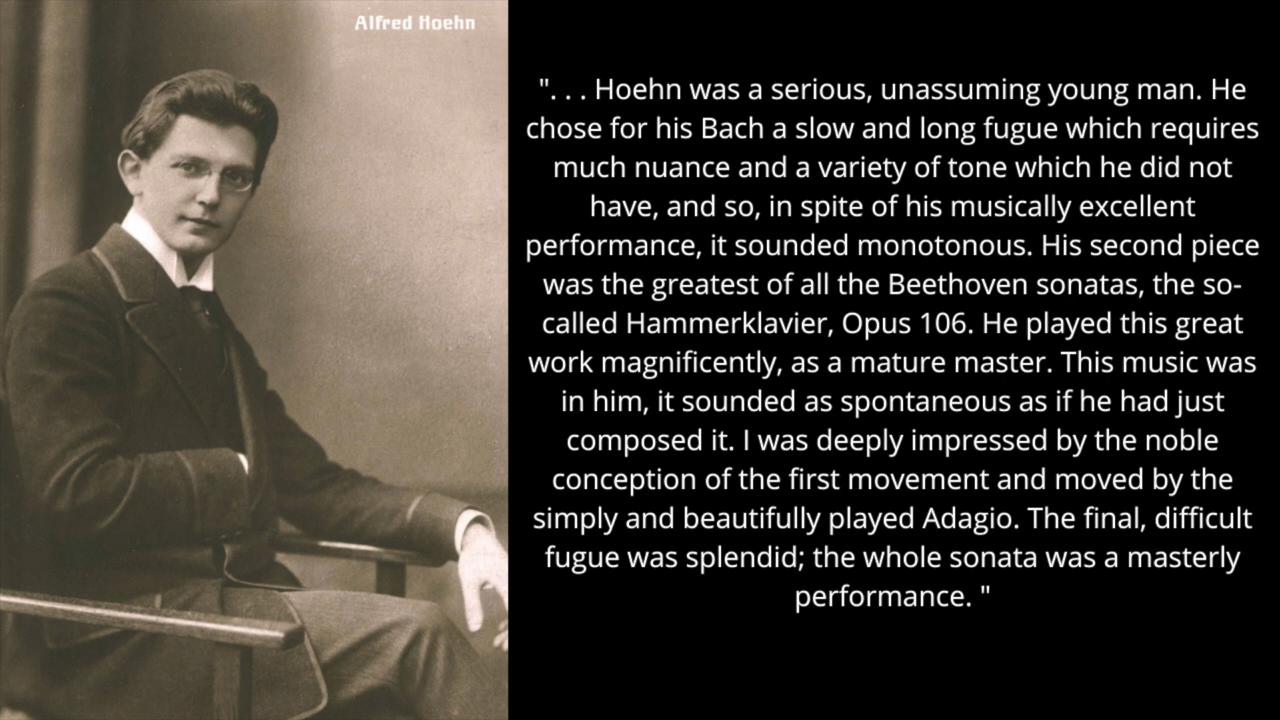 Alfred Hoehn
". . . Hoehn was a serious, unassuming young man. He
chose for his Bach a slow and long fugue which requires
much nuance and a variety of tone which he did not
have, and so, in spite of his musically excellent
performance, it sounded monotonous. His second piece
was the greatest of all the Beethoven sonatas, the so-
called Hammerklavier, Opus 106. He played this great
work magnificently, as a mature master. This music was
in him, it sounded as spontaneous as if he had just
composed it. I was deeply impressed by the noble
conception of the first movement and moved by the
simply and beautifully played Adagio. The final, difficult
fugue was splendid; the whole sonata was a masterly
performance. "